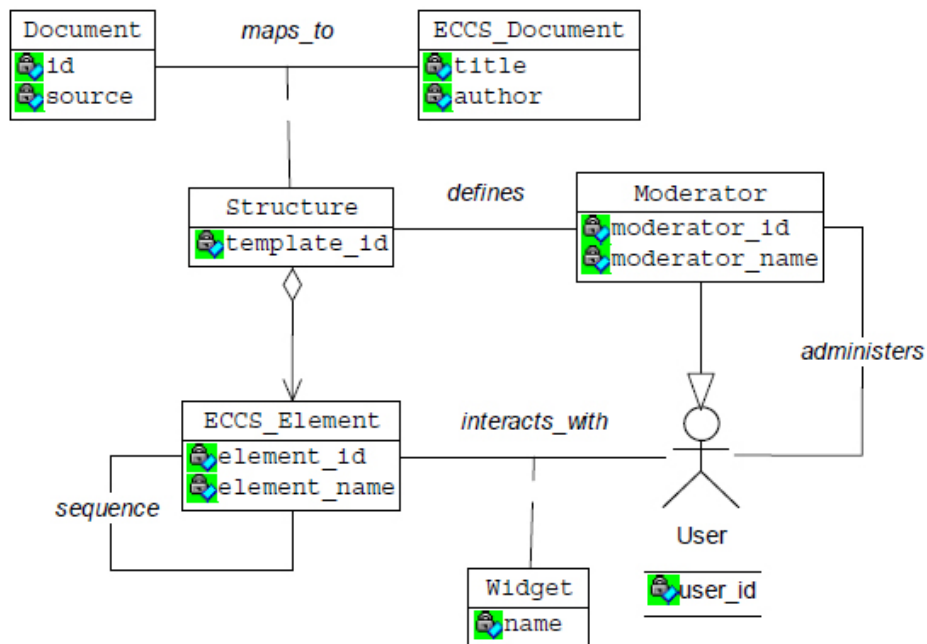 Document
id
source
maps_to
ECCS_Document
title
author
Structure
template_id
defines
Moderator
moderator_id
moderator_name
administers
ECCS_Element
element_id
element_name
sequence
interacts_with
User
user_id
Widget
name